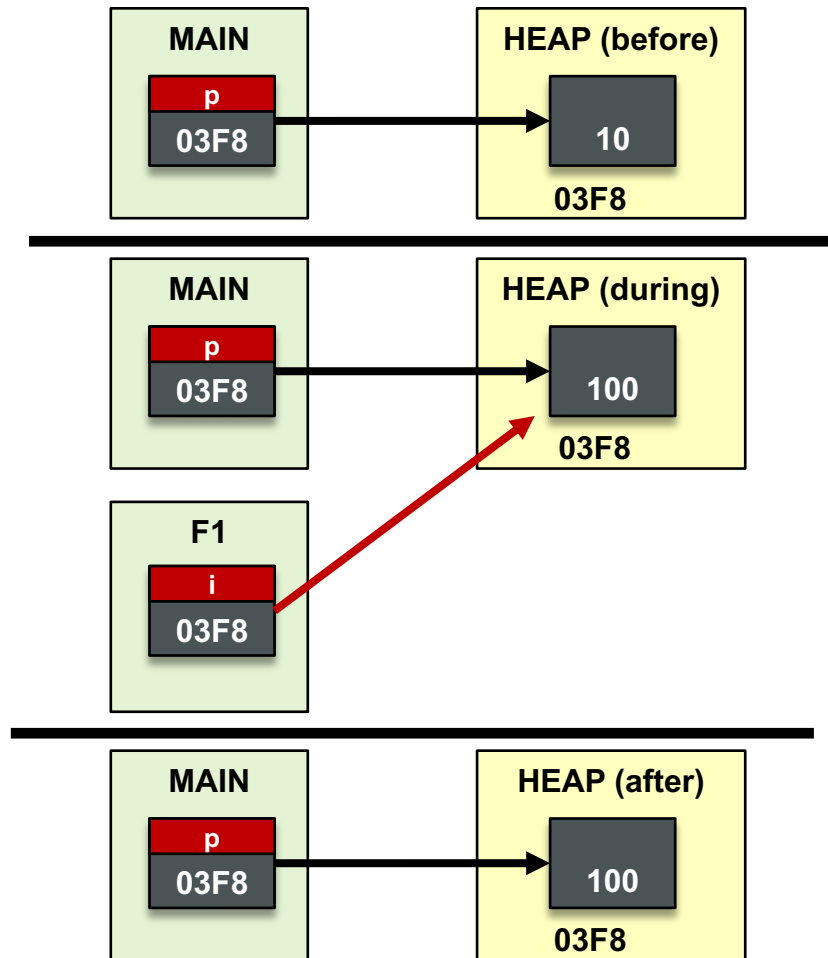 MAIN
HEAP (before)
p
03F8
10
03F8
MAIN
HEAP (during)
p
03F8
100
03F8
F1
i
03F8
MAIN
HEAP (after)
p
03F8
100
03F8